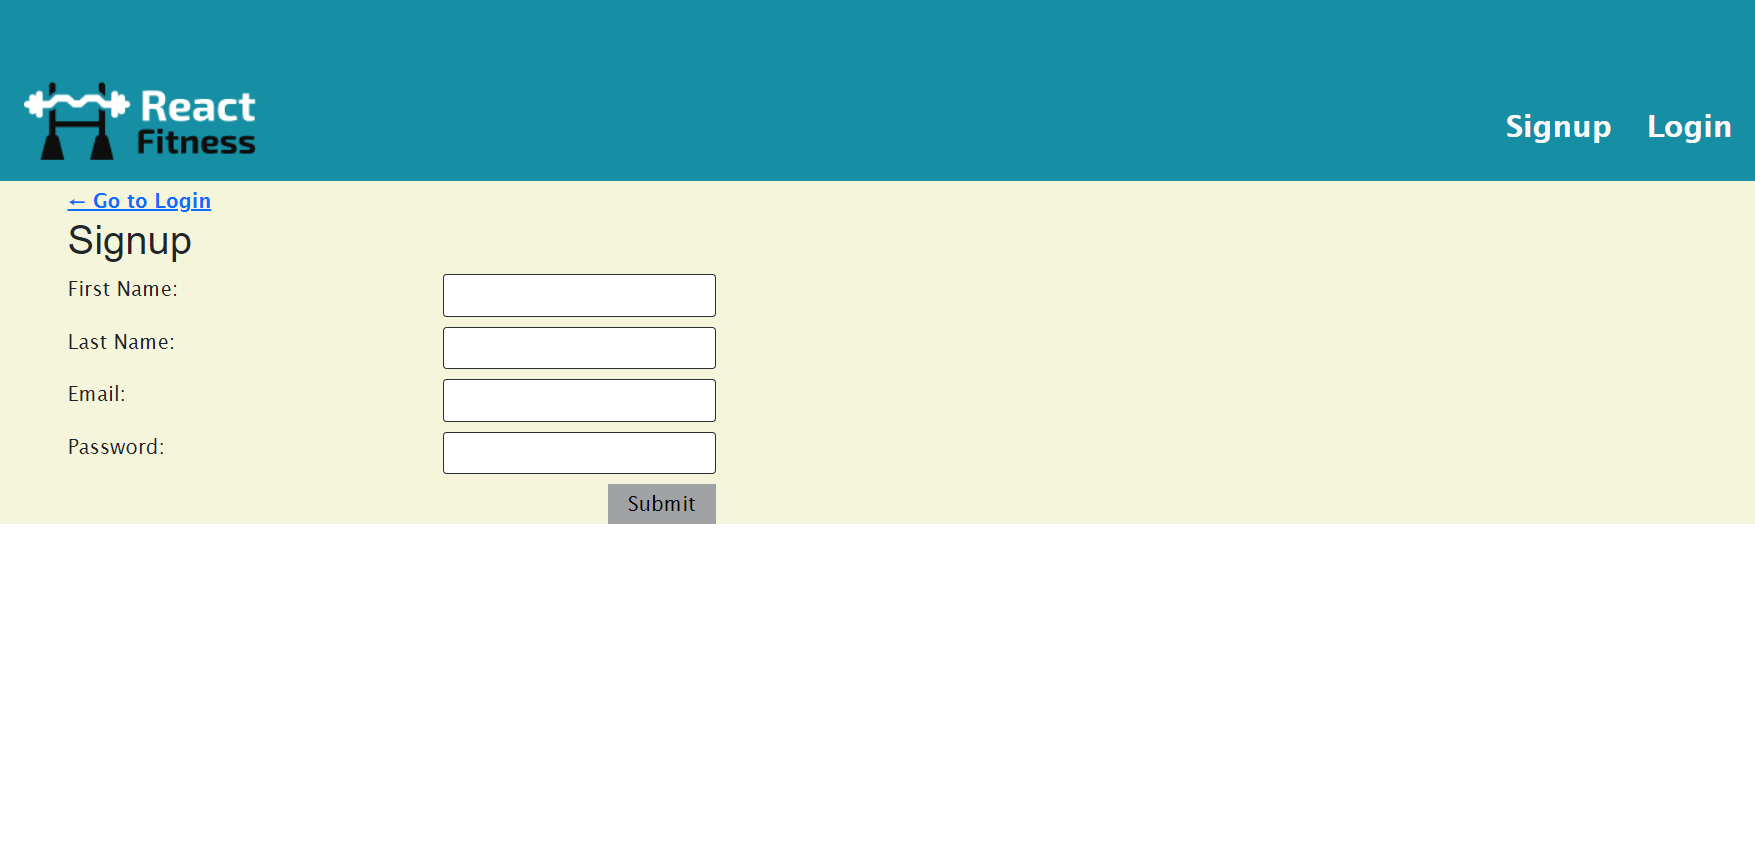 React
Fitness
Signup Login
← Go to Login
Signup
First Name:
Last Name:
Email:
Password:
Submit